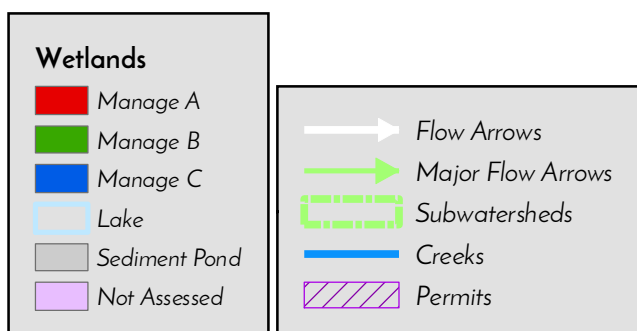 Wetlands
Manage A
Manage B
Manage C
Lake
Sediment Pond
Not Assessed
Flow Arrows
Major Flow Arrows
Subwatersheds
Creeks
Permits